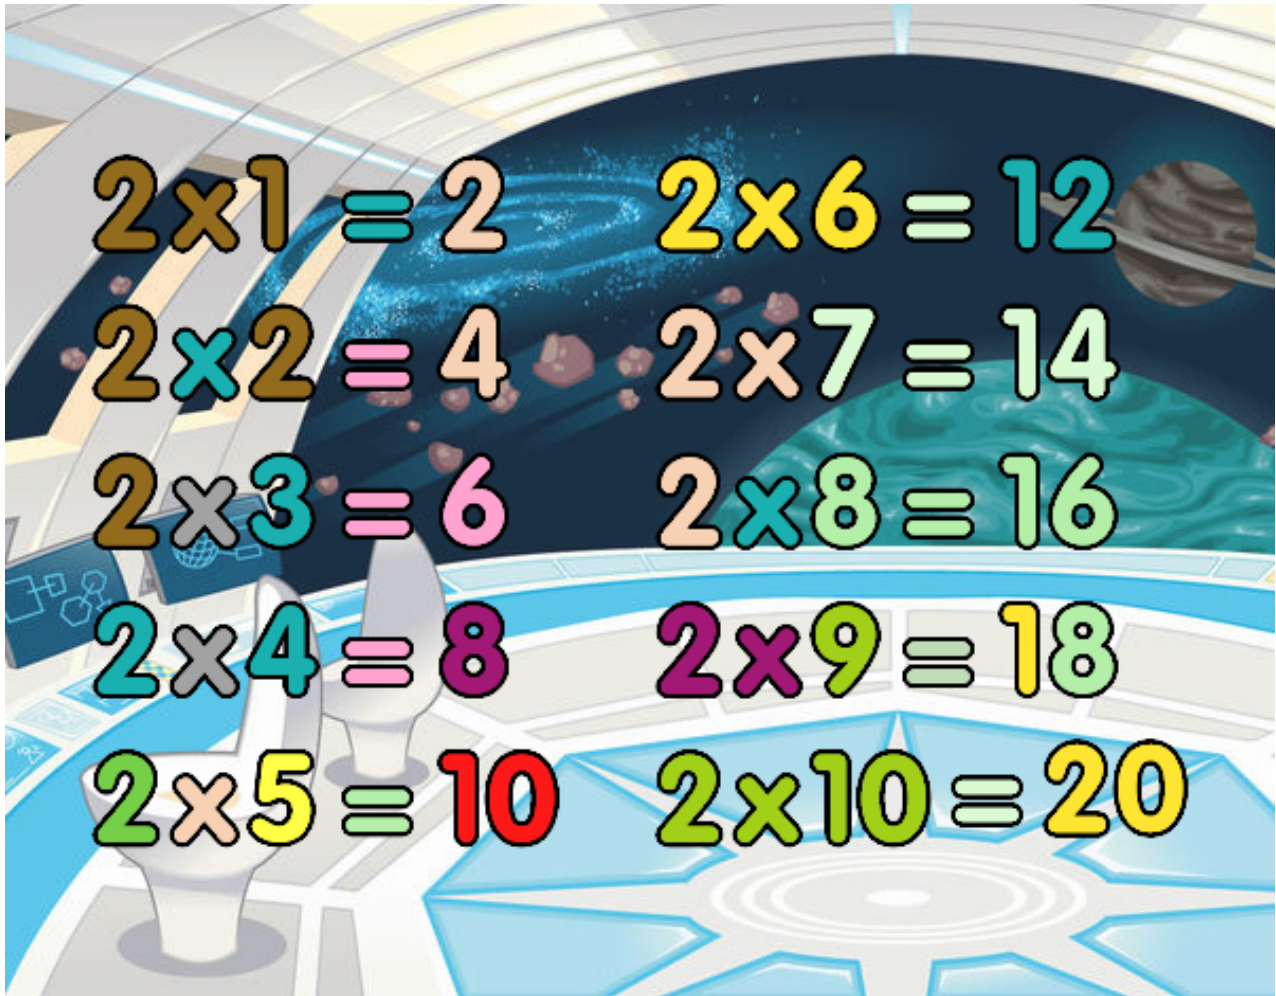 2x1 = 2
2x2 = 4
2x3 = 6
2x4 = 8
2x5 = 10
2x6 = 12
2x7 = 14
2x8 = 16
2x9 = 18
2x10 = 20